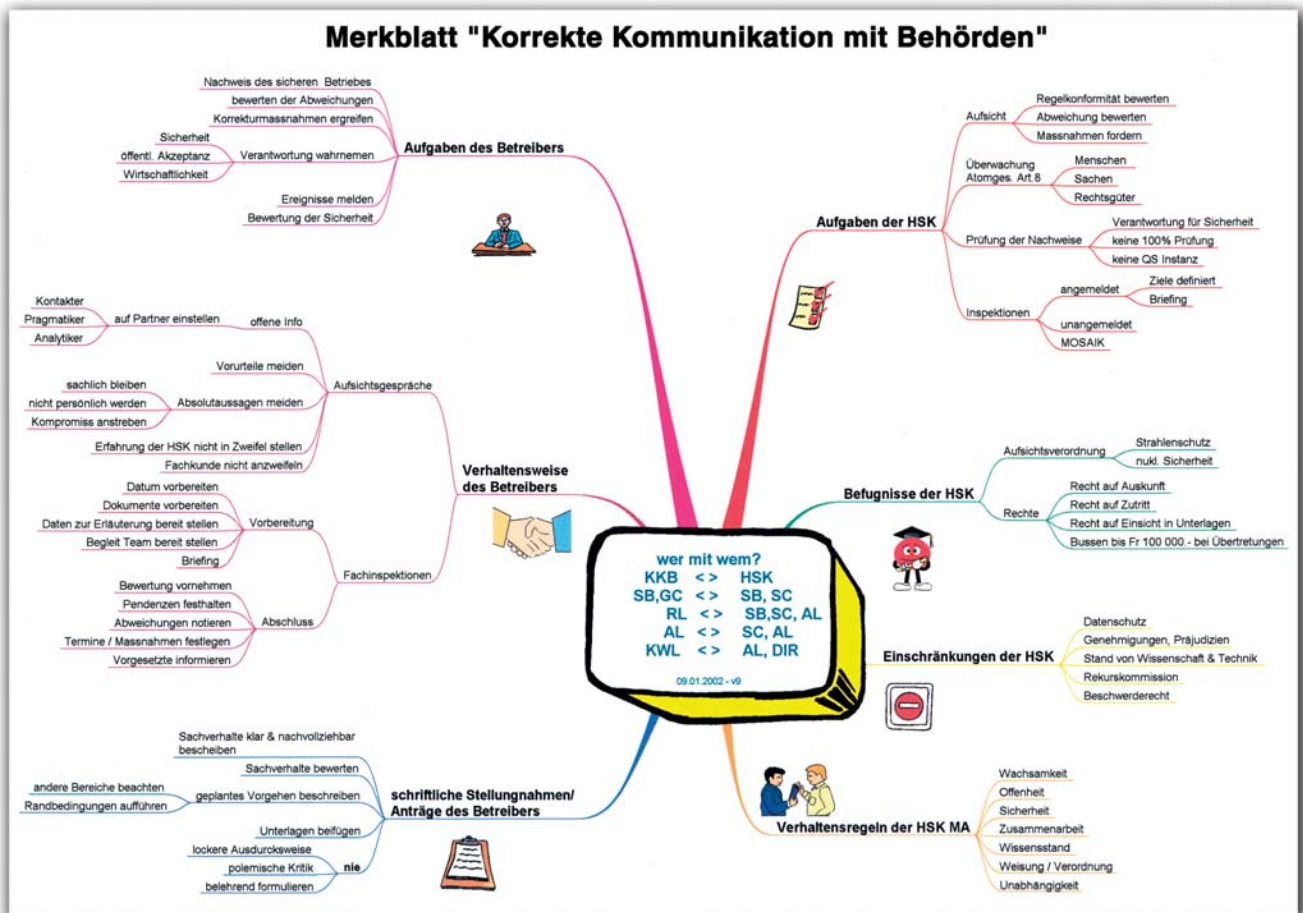 Merkblatt "Korrekte Kommunikation mit Behörden"
Nachweis des sicheren Betriebes
bewerten der Abweichungen
Korrekturmassnahmen ergreifen
Sicherheit
öffentl. Akzeptanz
Wirtschaftlichkeit
Verantwortung wahrnemen
Ereignisse melden
Bewertung der Sicherheit
Aufgaben des Betreibers
Kontakter
Pragmatiker
Analytiker
auf Partner einstellen
offene Info
Vorurteile meiden
sachlich bleiben
nicht persönlich werden
Kompromiss anstreben
Absolutaussagen meiden
Erfahrung der HSK nicht in Zweifel stellen
Fachkunde nicht anzweifeln
Aufsichtsgespräche
Datum vorbereiten
Dokumente vorbereiten
Daten zur Erläuterung bereit stellen
Begleit Team bereit stellen
Briefing
Vorbereitung
Bewertung vornehmen
Pendenzen festhalten
Abweichungen notieren
Termine / Massnahmen festlegen
Vorgesetzte informieren
Abschluss
Fachinspektionen
Verhaltensweise
des Betreibers
Sachverhalte klar & nachvollziehbar
bescheiben
Sachverhalte bewerten
andere Bereiche beachten
Randbedingungen aufführen
geplantes Vorgehen beschreiben
Unterlagen beifügen
lockere Ausdurcksweise
polemische Kritik
belehrend formulieren
nie
schriftliche Stellungnahmen/
Anträge des Betreibers
wer mit wem?
KKB < > HSK
SB,GC < > SB, SC
RL < > SB,SC, AL
AL < > SC, AL
KWL < > AL, DIR
09.01.2002 - v9
Aufgaben der HSK
Aufsicht
Regelkonformität bewerten
Abweichung bewerten
Massnahmen fordern
Überwachung
Atomges. Art.8
Menschen
Sachen
Rechtsgüter
Prüfung der Nachweise
Verantwortung für Sicherheit
keine 100% Prüfung
keine QS Instanz
Inspektionen
angemeldet
Ziele definiert
Briefing
unangemeldet
MOSAIK
Befugnisse der HSK
Aufsichtsverordnung
Strahlenschutz
nukl. Sicherheit
Rechte
Recht auf Auskunft
Recht auf Zutritt
Recht auf Einsicht in Unterlagen
Bussen bis Fr 100 000.- bei Übertretungen
Einschränkungen der HSK
Datenschutz
Genehmigungen, Präjudizien
Stand von Wissenschaft & Technik
Rekurskommission
Beschwerderecht
Verhaltensregeln der HSK MA
Wachsamkeit
Offenheit
Sicherheit
Zusammenarbeit
Wissensstand
Weisung / Verordnung
Unabhängigkeit